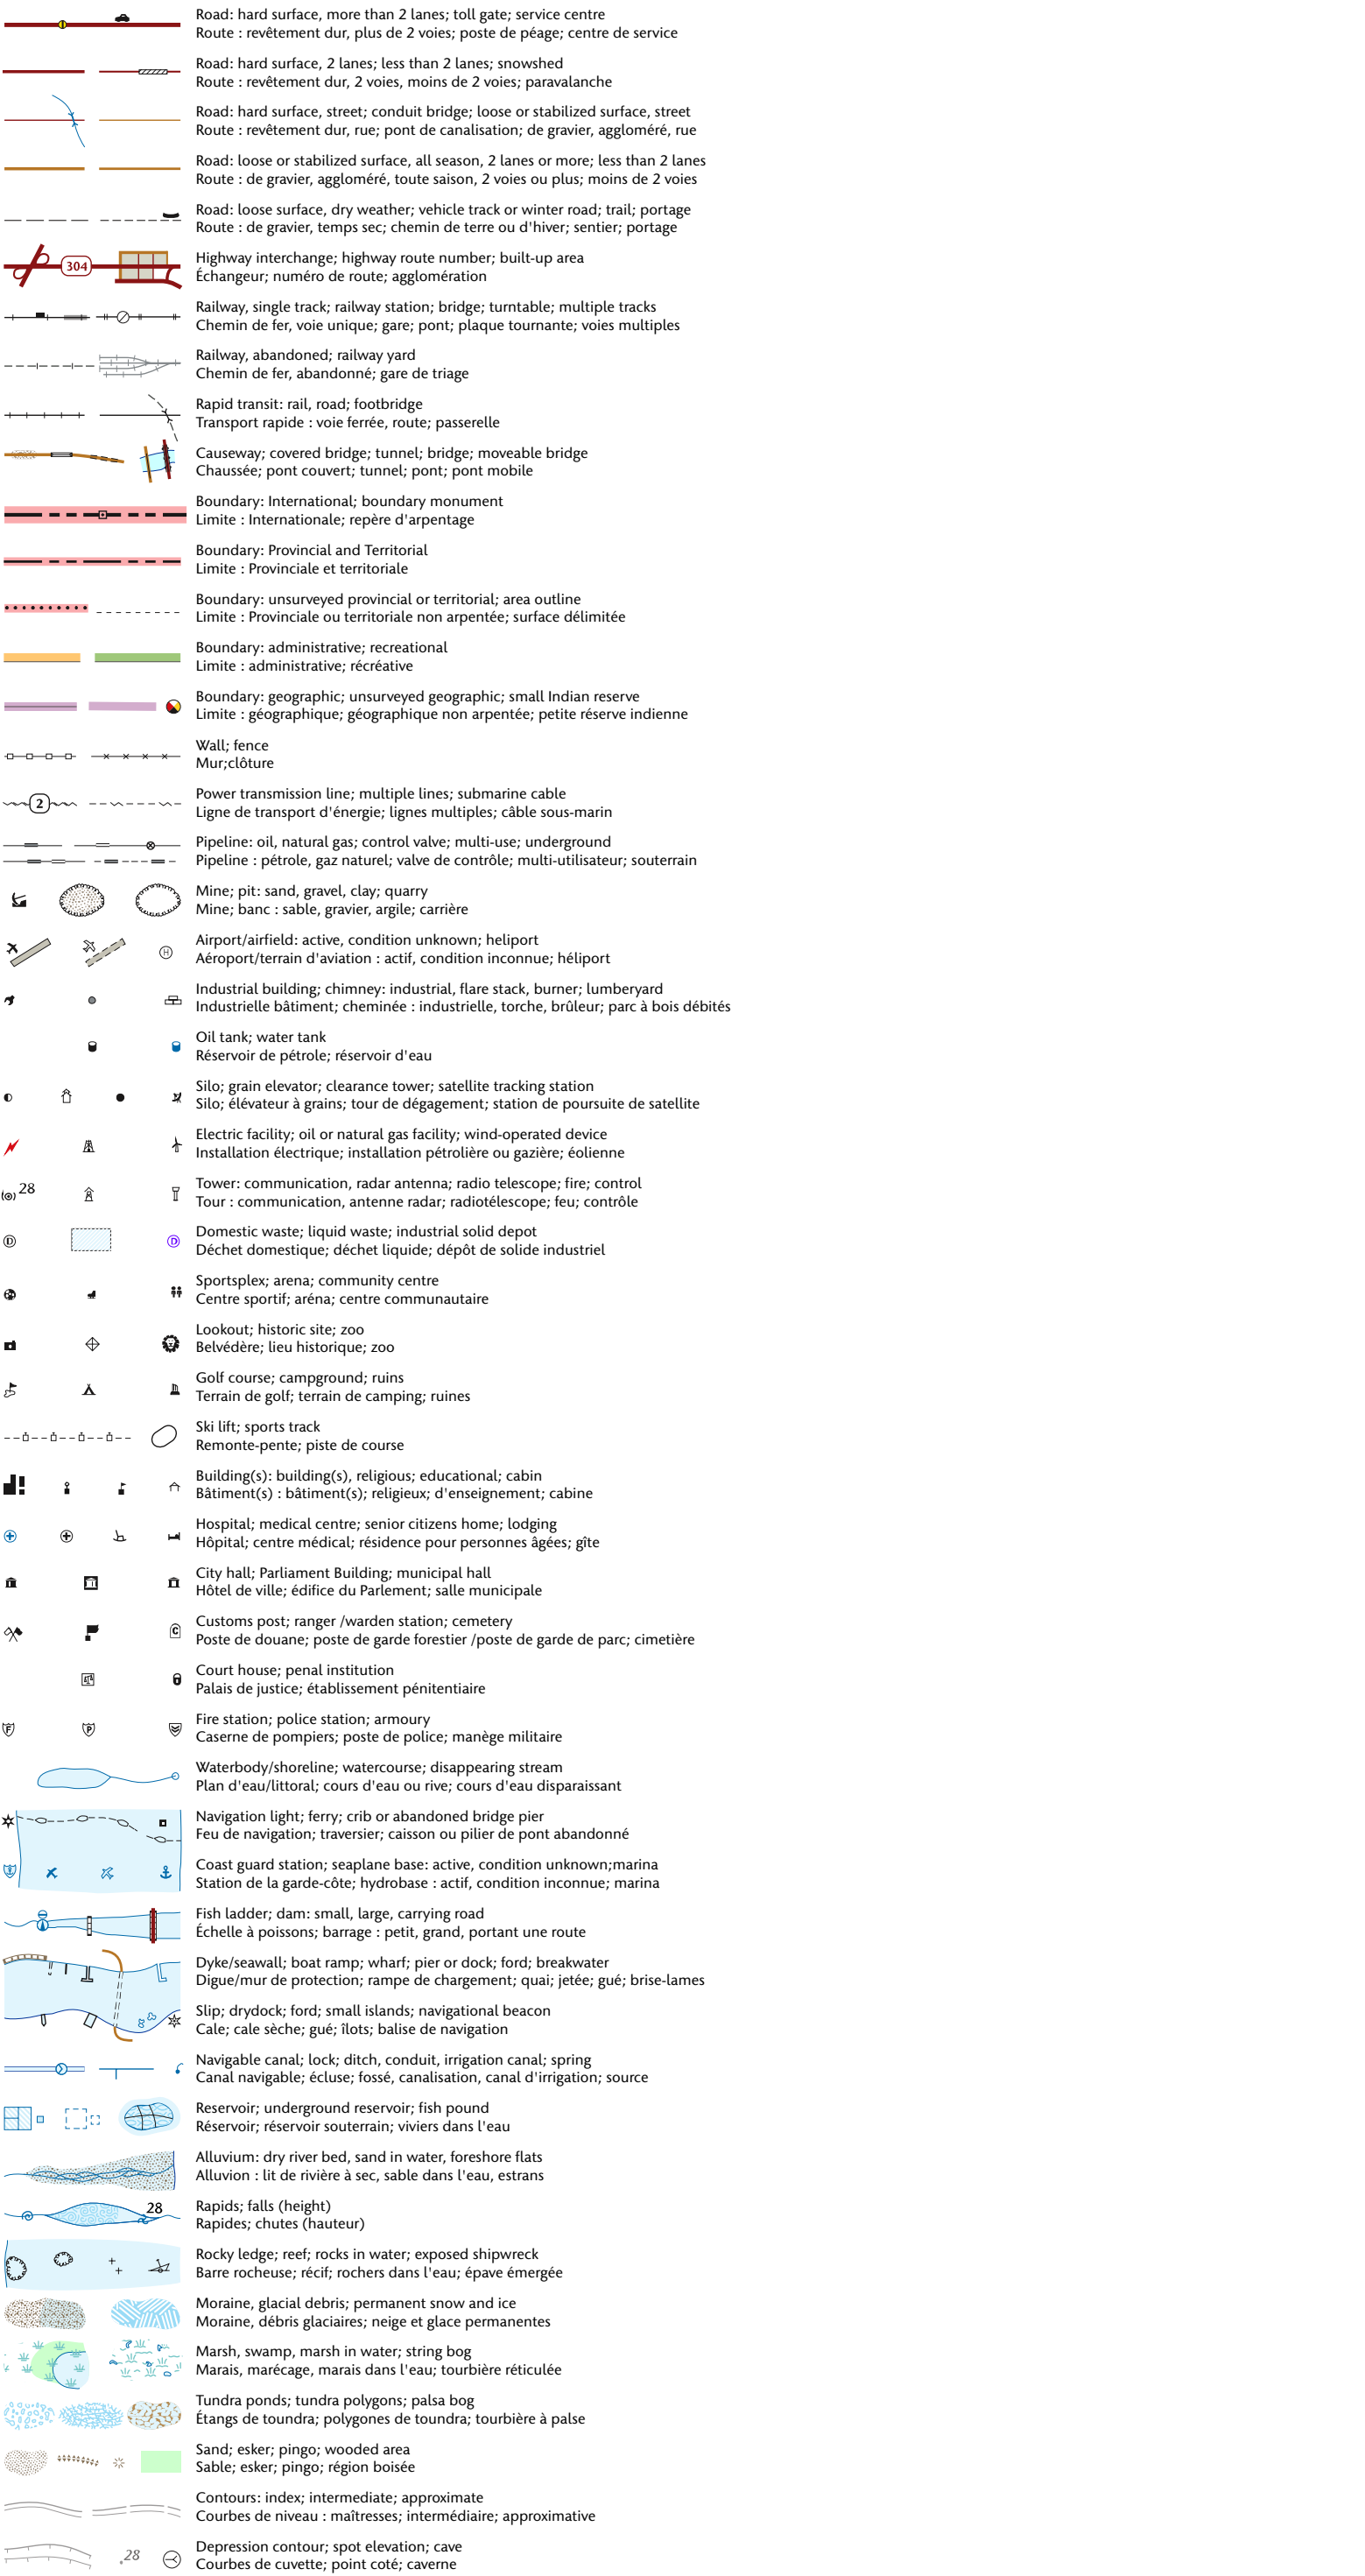 Road: hard surface, more than 2 lanes; toll gate; service centre
Route : revêtement dur, plus de 2 voies; poste de péage; centre de service
Road: hard surface, 2 lanes; less than 2 lanes; snowshed
Route : revêtement dur, 2 voies, moins de 2 voies; paravalanche
Road: hard surface, street; conduit bridge; loose or stabilized surface, street
Route : revêtement dur, rue; pont de canalisation; de gravier, aggloméré, rue
Road: loose or stabilized surface, all season, 2 lanes or more; less than 2 lanes
Route : de gravier, aggloméré, toute saison, 2 voies ou plus; moins de 2 voies
Road: loose surface, dry weather; vehicle track or winter road; trail; portage
Route : de gravier, temps sec; chemin de terre ou d'hiver; sentier; portage
304
Highway interchange; highway route number; built-up area
Échangeur; numéro de route; agglomération
Railway, single track; railway station; bridge; turntable; multiple tracks
Chemin de fer, voie unique; gare; pont; plaque tournante; voies multiples
Railway, abandoned; railway yard
Chemin de fer, abandonné; gare de triage
Rapid transit: rail, road; footbridge
Transport rapide : voie ferrée, route; passerelle
Causeway; covered bridge; tunnel; bridge; moveable bridge
Chaussée; pont couvert; tunnel; pont; pont mobile
Boundary: International; boundary monument
Limite : Internationale; repère d'arpentage
Boundary: Provincial and Territorial
Limite : Provinciale et territoriale
Boundary: unsurveyed provincial or territorial; area outline
Limite : Provinciale ou territoriale non arpentée; surface délimitée
Boundary: administrative; recreational
Limite : administrative; récréative
Boundary: geographic; unsurveyed geographic; small Indian reserve
Limite : géographique; géographique non arpentée; petite réserve indienne
Wall; fence
Mur;clôture
2
Power transmission line; multiple lines; submarine cable
Ligne de transport d'énergie; lignes multiples; câble sous-marin
Pipeline: oil, natural gas; control valve; multi-use; underground
Pipeline : pétrole, gaz naturel; valve de contrôle; multi-utilisateur; souterrain
Mine; pit: sand, gravel, clay; quarry
Mine; banc : sable, gravier, argile; carrière
H
Airport/airfield: active, condition unknown; heliport
Aéroport/terrain d'aviation : actif, condition inconnue; héliport
Industrial building; chimney: industrial, flare stack, burner; lumberyard
Industrielle bâtiment; cheminée : industrielle, torche, brûleur; parc à bois débités
Oil tank; water tank
Réservoir de pétrole; réservoir d'eau
Silo; grain elevator; clearance tower; satellite tracking station
Silo; élévateur à grains; tour de dégagement; station de poursuite de satellite
Electric facility; oil or natural gas facility; wind-operated device
Installation électrique; installation pétrolière ou gazière; éolienne
28
Tower: communication, radar antenna; radio telescope; fire; control
Tour : communication, antenne radar; radiotélescope; feu; contrôle
D D
Domestic waste; liquid waste; industrial solid depot
Déchet domestique; déchet liquide; dépôt de solide industriel
Sportsplex; arena; community centre
Centre sportif; aréna; centre communautaire
Lookout; historic site; zoo
Belvédère; lieu historique; zoo
Golf course; campground; ruins
Terrain de golf; terrain de camping; ruines
Ski lift; sports track
Remonte-pente; piste de course
Building(s): building(s), religious; educational; cabin
Bâtiment(s) : bâtiment(s); religieux; d'enseignement; cabine
Hospital; medical centre; senior citizens home; lodging
Hôpital; centre médical; résidence pour personnes âgées; gîte
City hall; Parliament Building; municipal hall
Hôtel de ville; édifice du Parlement; salle municipale
C
Customs post; ranger /warden station; cemetery
Poste de douane; poste de garde forestier /poste de garde de parc; cimetière
Court house; penal institution
Palais de justice; établissement pénitentiaire
F P
Fire station; police station; armoury
Caserne de pompiers; poste de police; manège militaire
Waterbody/shoreline; watercourse; disappearing stream
Plan d'eau/littoral; cours d'eau ou rive; cours d'eau disparaissant
Navigation light; ferry; crib or abandoned bridge pier
Feu de navigation; traversier; caisson ou pilier de pont abandonné
Coast guard station; seaplane base: active, condition unknown;marina
Station de la garde-côte; hydrobase : actif, condition inconnue; marina
Fish ladder; dam: small, large, carrying road
Échelle à poissons; barrage : petit, grand, portant une route
Dyke/seawall; boat ramp; wharf; pier or dock; ford; breakwater
Digue/mur de protection; rampe de chargement; quai; jetée; gué; brise-lames
Slip; drydock; ford; small islands; navigational beacon
Cale; cale sèche; gué; îlots; balise de navigation
Navigable canal; lock; ditch, conduit, irrigation canal; spring
Canal navigable; écluse; fossé, canalisation, canal d'irrigation; source
Reservoir; underground reservoir; fish pound
Réservoir; réservoir souterrain; viviers dans l'eau
Alluvium: dry river bed, sand in water, foreshore flats
Alluvion : lit de rivière à sec, sable dans l'eau, estrans
28
Rapids; falls (height)
Rapides; chutes (hauteur)
Rocky ledge; reef; rocks in water; exposed shipwreck
Barre rocheuse; récif; rochers dans l'eau; épave émergée
Moraine, glacial debris; permanent snow and ice
Moraine, débris glaciaires; neige et glace permanentes
Marsh, swamp, marsh in water; string bog
Marais, marécage, marais dans l'eau; tourbière réticulée
Tundra ponds; tundra polygons; palsa bog
Étangs de toundra; polygones de toundra; tourbière à palse
Sand; esker; pingo; wooded area
Sable; esker; pingo; région boisée
Contours: index; intermediate; approximate
Courbes de niveau : maîtresses; intermédiaire; approximative
.28
Depression contour; spot elevation; cave
Courbes de cuvette; point coté; caverne